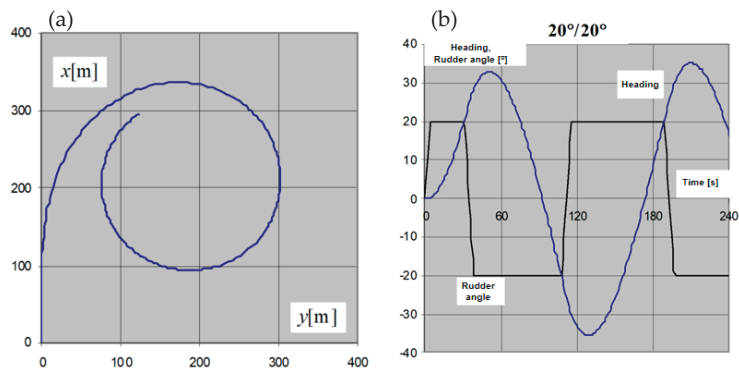 (a)
400
x[m]
300
200
100
y[m]
0
0 100 200 300 400
(b)
20°/20°
40
Heading,
Rudder angle [º]
30
Heading
20
10
Time [s]
0
0 60 120 180 240
-10
-20
Rudder
angle
-30
-40